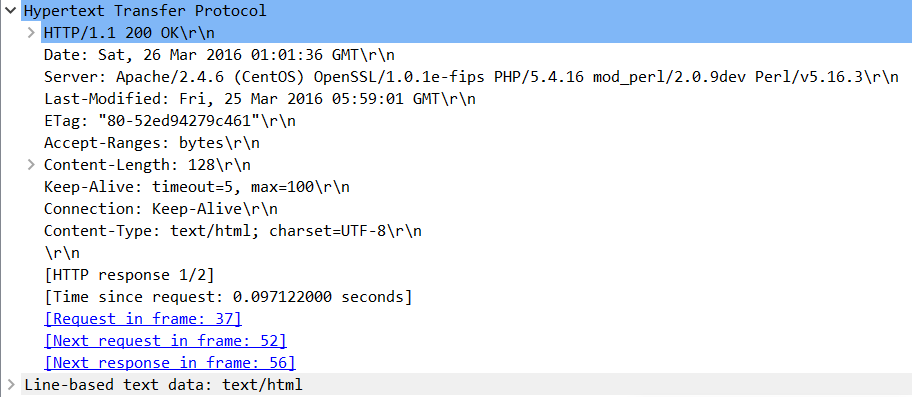 Hypertext Transfer Protocol
HTTP/1.1 200 OK\r\n
Date: Sat, 26 Mar 2016 01:01:36 GMT\r\n
Server: Apache/2.4.6 (CentOS) OpenSSL/1.0.1e-fips PHP/5.4.16 mod_perl/2.0.9dev Perl/v5.16.3\r\n
Last-Modified: Fri, 25 Mar 2016 05:59:01 GMT\r\n
ETag: "80-52ed94279c461"\r\n
Accept-Ranges: bytes\r\n
Content-Length: 128\r\n
Keep-Alive: timeout=5, max=100\r\n
Connection: Keep-Alive\r\n
Content-Type: text/html; charset=UTF-8\r\n
\r\n
[HTTP response 1/2]
[Time since request: 0.097122000 seconds]
[Request in frame: 37]
[Next request in frame: 52]
[Next response in frame: 56]
Line-based text data: text/html